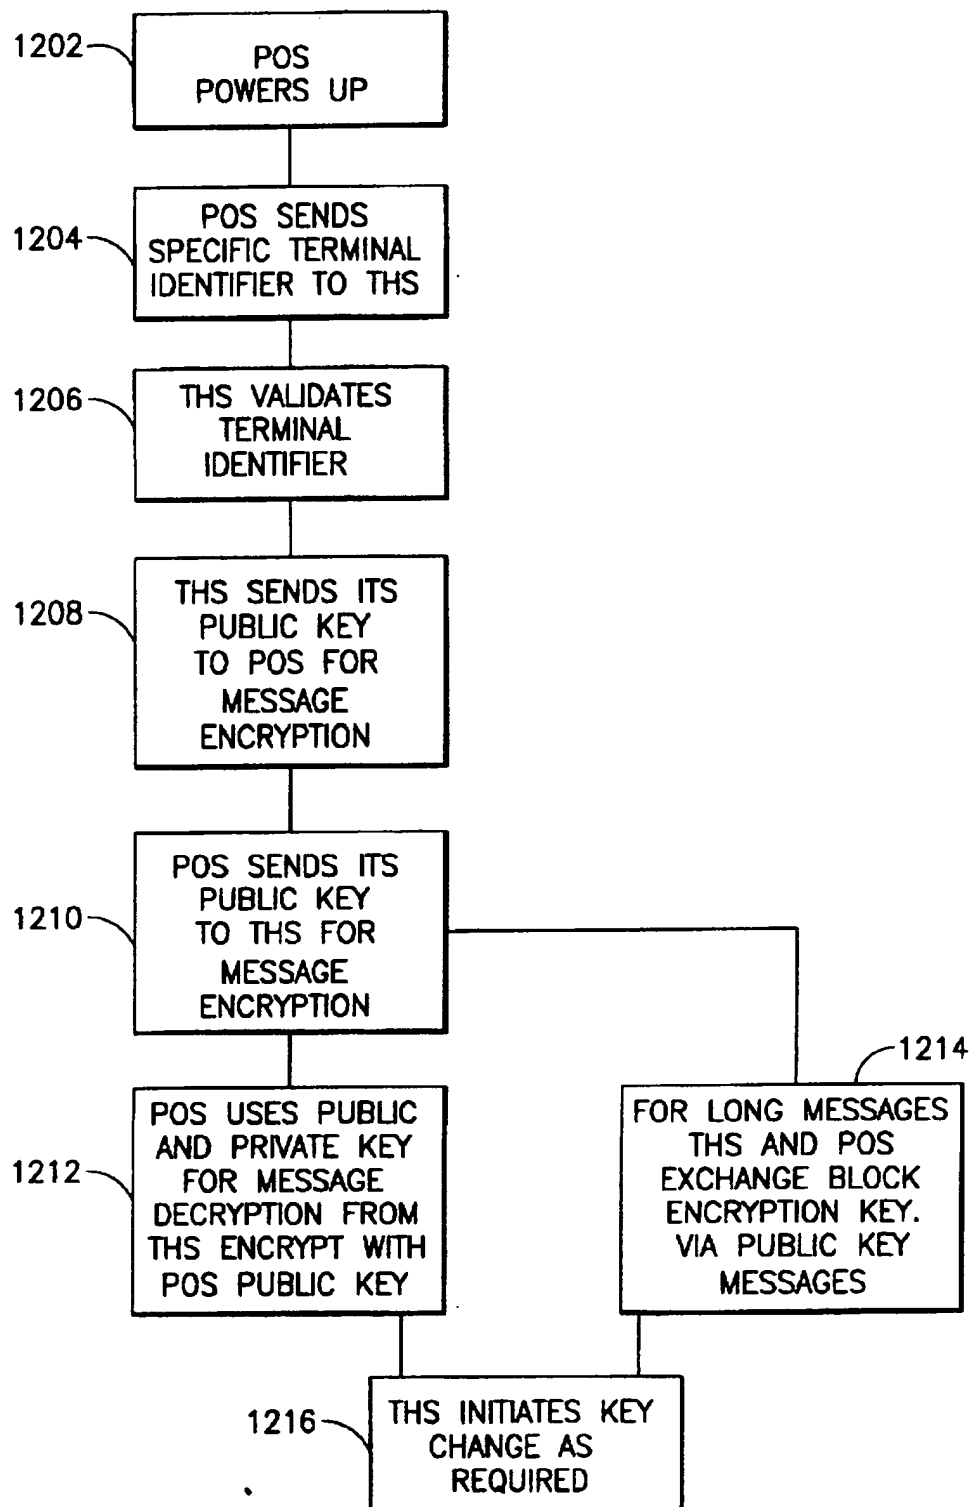 1202
POS
POWERS UP
1204
POS SENDS
SPECIFIC TERMINAL
IDENTIFIER TO THS
1206
THS VALIDATES
TERMINAL
IDENTIFIER
1208
THS SENDS ITS
PUBLIC KEY
TO POS FOR
MESSAGE
ENCRYPTION
1210
POS SENDS ITS
PUBLIC KEY
TO THS FOR
MESSAGE
ENCRYPTION
1212
POS USES PUBLIC
AND PRIVATE KEY
FOR MESSAGE
DECRYPTION FROM
THS ENCRYPT WITH
POS PUBLIC KEY
1214
FOR LONG MESSAGES
THS AND POS
EXCHANGE BLOCK
ENCRYPTION KEY.
VIA PUBLIC KEY
MESSAGES
1216
THS INITIATES KEY
CHANGE AS
REQUIRED